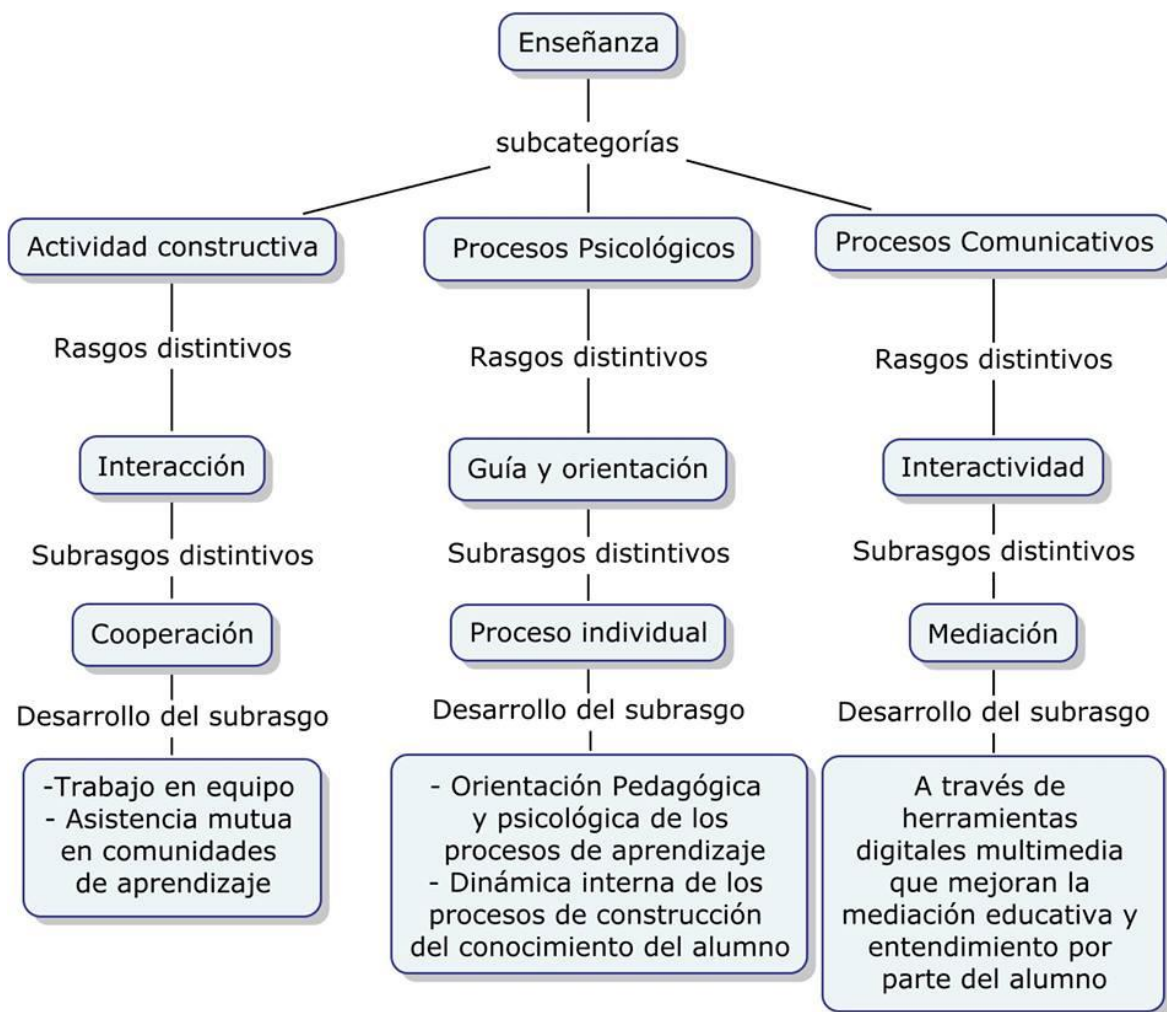 Enseñanza
subcategorías
Actividad constructiva
Procesos Psicológicos
Procesos Comunicativos
Rasgos distintivos
Rasgos distintivos
Rasgos distintivos
Interacción
Guía y orientación
Interactividad
Subrasgos distintivos
Subrasgos distintivos
Subrasgos distintivos
Cooperación
Proceso individual
Mediación
Desarrollo del subrasgo
Desarrollo del subrasgo
Desarrollo del subrasgo
-Trabajo en equipo
- Asistencia mutua
en comunidades
de aprendizaje
- Orientación Pedagógica
y psicológica de los
procesos de aprendizaje
- Dinámica interna de los
procesos de construcción
del conocimiento del alumno
A través de
herramientas
digitales multimedia
que mejoran la
mediación educativa y
entendimiento por
parte del alumno